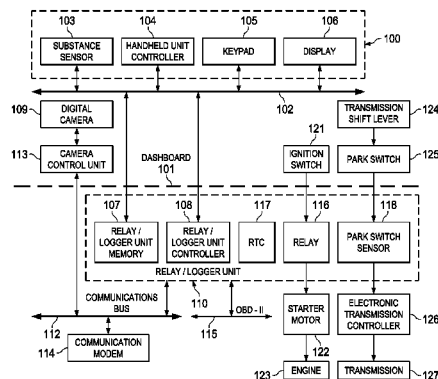 103
104
105
106
SUBSTANCE
SENSOR
HANDHELD UNIT
CONTROLLER
KEYPAD
DISPLAY
100
109
DIGITAL
CAMERA
102
TRANSMISSION
SHIFT LEVER
124
113
CAMERA
CONTROL UNIT
DASHBOARD
101
121
IGNITION
SWITCH
PARK SWITCH
125
107
108
117
116
118
RELAY /
LOGGER UNIT
MEMORY
RELAY /
LOGGER UNIT
CONTROLLER
RTC
RELAY
PARK SWITCH
SENSOR
RELAY / LOGGER UNIT
COMMUNICATIONS
BUS
110
OBD - II
112
115
STARTER
MOTOR
122
ELECTRONIC
TRANSMISSION
CONTROLLER
126
114
COMMUNICATION
MODEM
123
ENGINE
TRANSMISSION
127